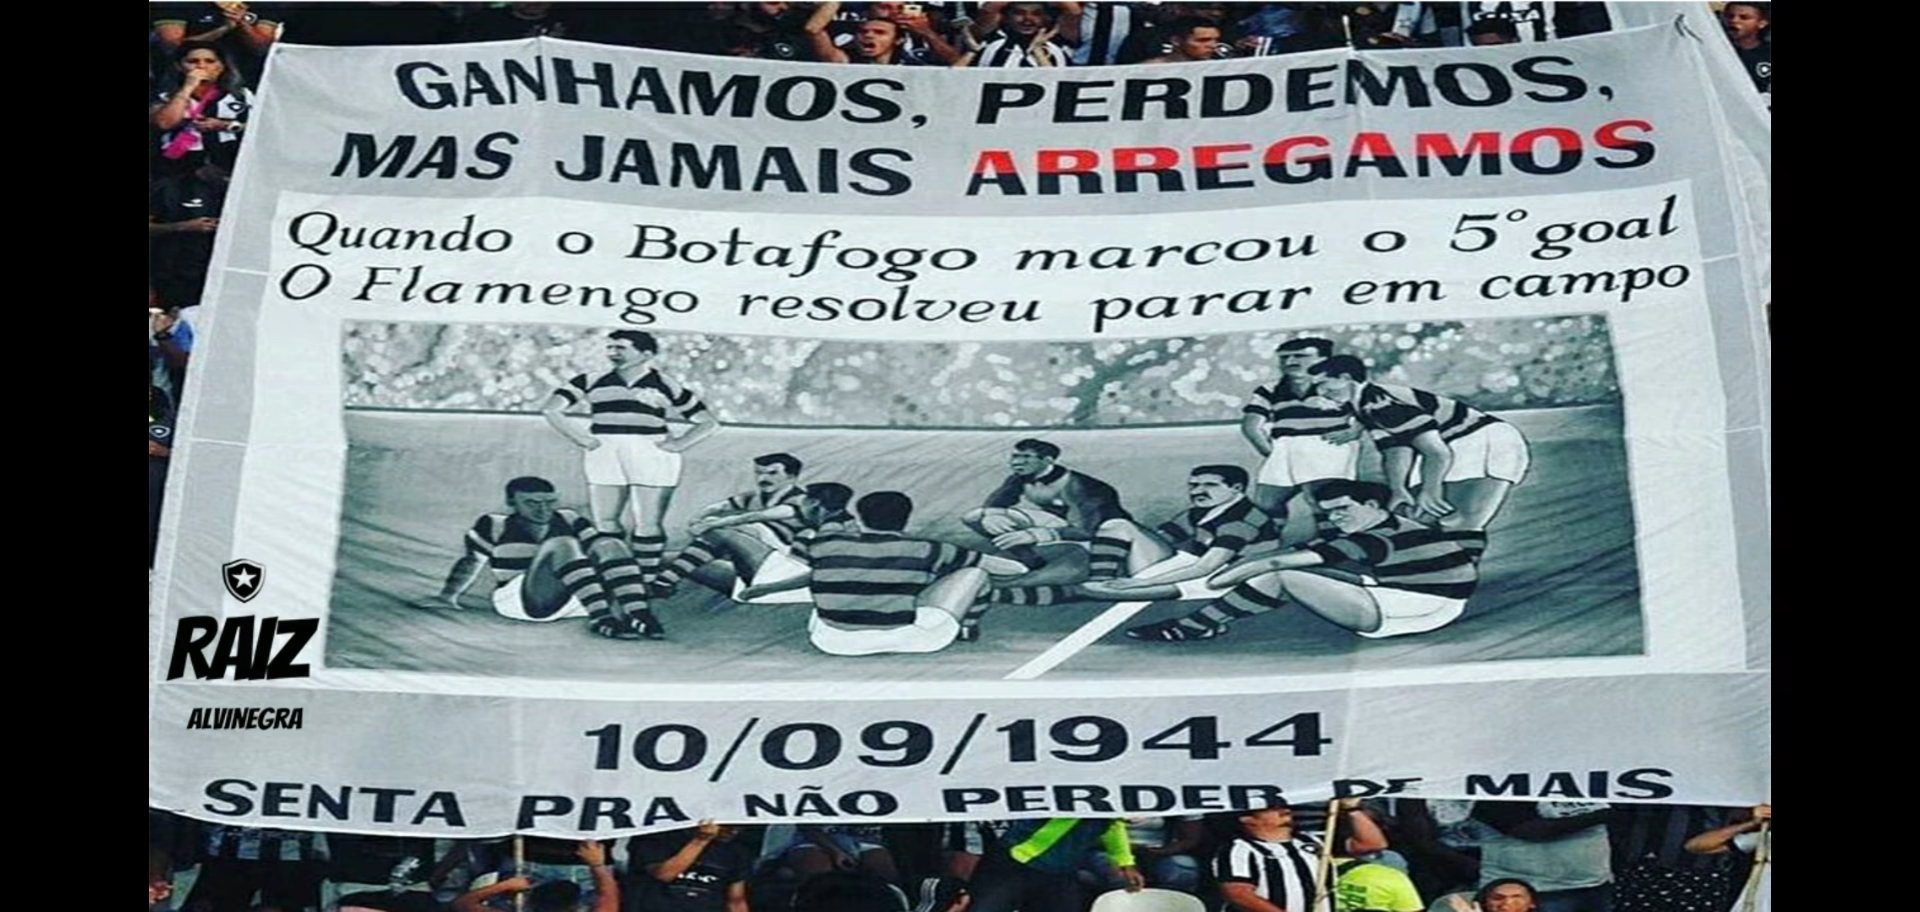 GANHAMOS, PERDEMOS,
MAS JAMAIS ARREGAMOS
Quando o Botafogo marcou o 5º goal
O Flamengo resolveu parar em campo
RAIZ
ALVINEGRA
10/09/1944
SENTA PRA NÃO PERDER DE MAIS